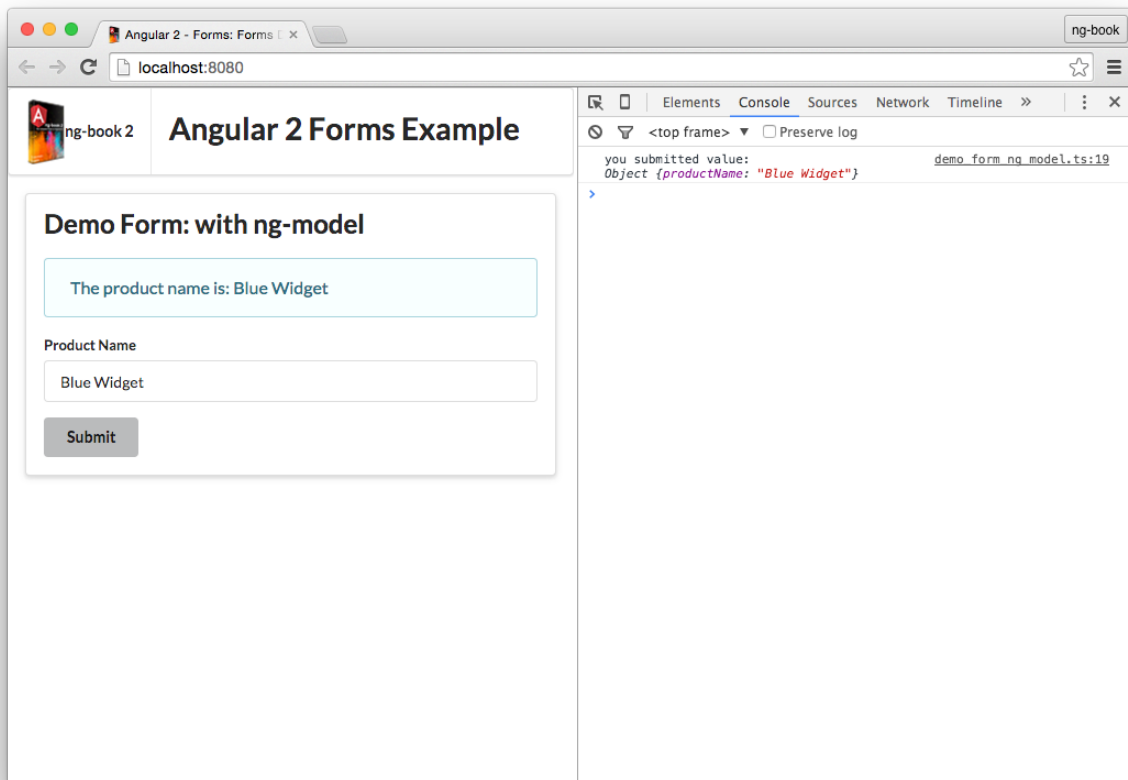 Angular 2 - Forms: Forms D
ng-book
localhost:8080
ng-book 2
Angular 2 Forms Example
Demo Form: with ng-model
The product name is: Blue Widget
Product Name
Blue Widget
Submit
Elements Console Sources Network Timeline »
<top frame> ▼ Preserve log
you submitted value: demo_form_ng_model.ts:19
Object {productName: "Blue Widget"}
>